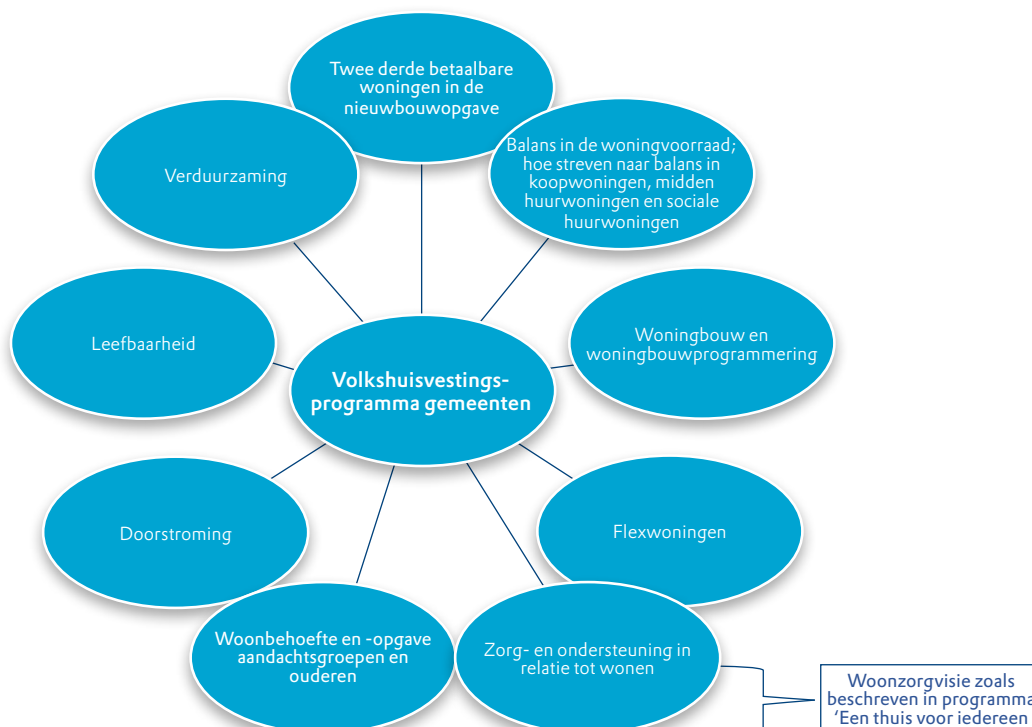 Twee derde betaalbare
woningen in de
nieuwbouwopgave
Balans in de woningvoorraad;
hoe streven naar balans in
koopwoningen, midden
huurwoningen en sociale
huurwoningen
Verduurzaming
Woningbouw en
woningbouwprogrammering
Leefbaarheid
Volkshuisvestings-
programma gemeenten
Doorstroming
Flexwoningen
Woonbehoefte en -opgave
aandachtsgroepen en
ouderen
Zorg- en ondersteuning in
relatie tot wonen
Woonzorgvisie zoals
beschreven in programma
‘Een thuis voor iedereen